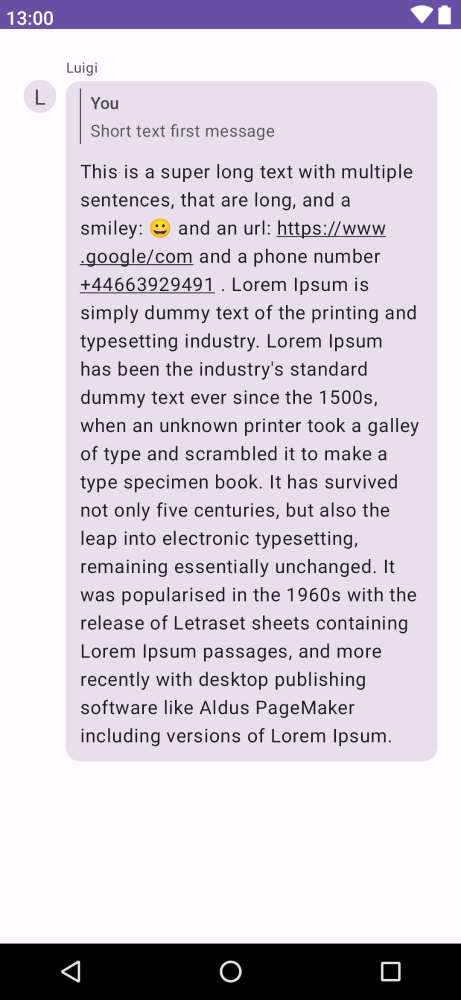 13:00
Luigi
L
You
Short text first message
This is a super long text with multiple
sentences, that are long, and a
smiley: 😀 and an url: https://www
.google/com and a phone number
+44663929491 . Lorem Ipsum is
simply dummy text of the printing and
typesetting industry. Lorem Ipsum
has been the industry's standard
dummy text ever since the 1500s,
when an unknown printer took a galley
of type and scrambled it to make a
type specimen book. It has survived
not only five centuries, but also the
leap into electronic typesetting,
remaining essentially unchanged. It
was popularised in the 1960s with the
release of Letraset sheets containing
Lorem Ipsum passages, and more
recently with desktop publishing
software like Aldus PageMaker
including versions of Lorem Ipsum.